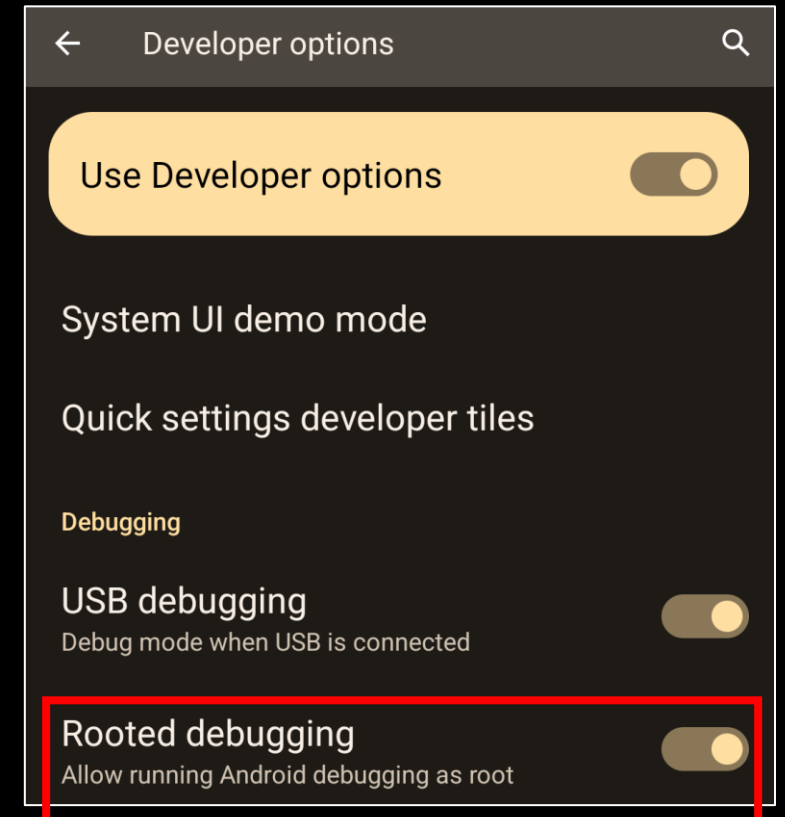 Developer options
Use Developer options
System UI demo mode
Quick settings developer tiles
Debugging
USB debugging
Debug mode when USB is connected
Rooted debugging
Allow running Android debugging as root